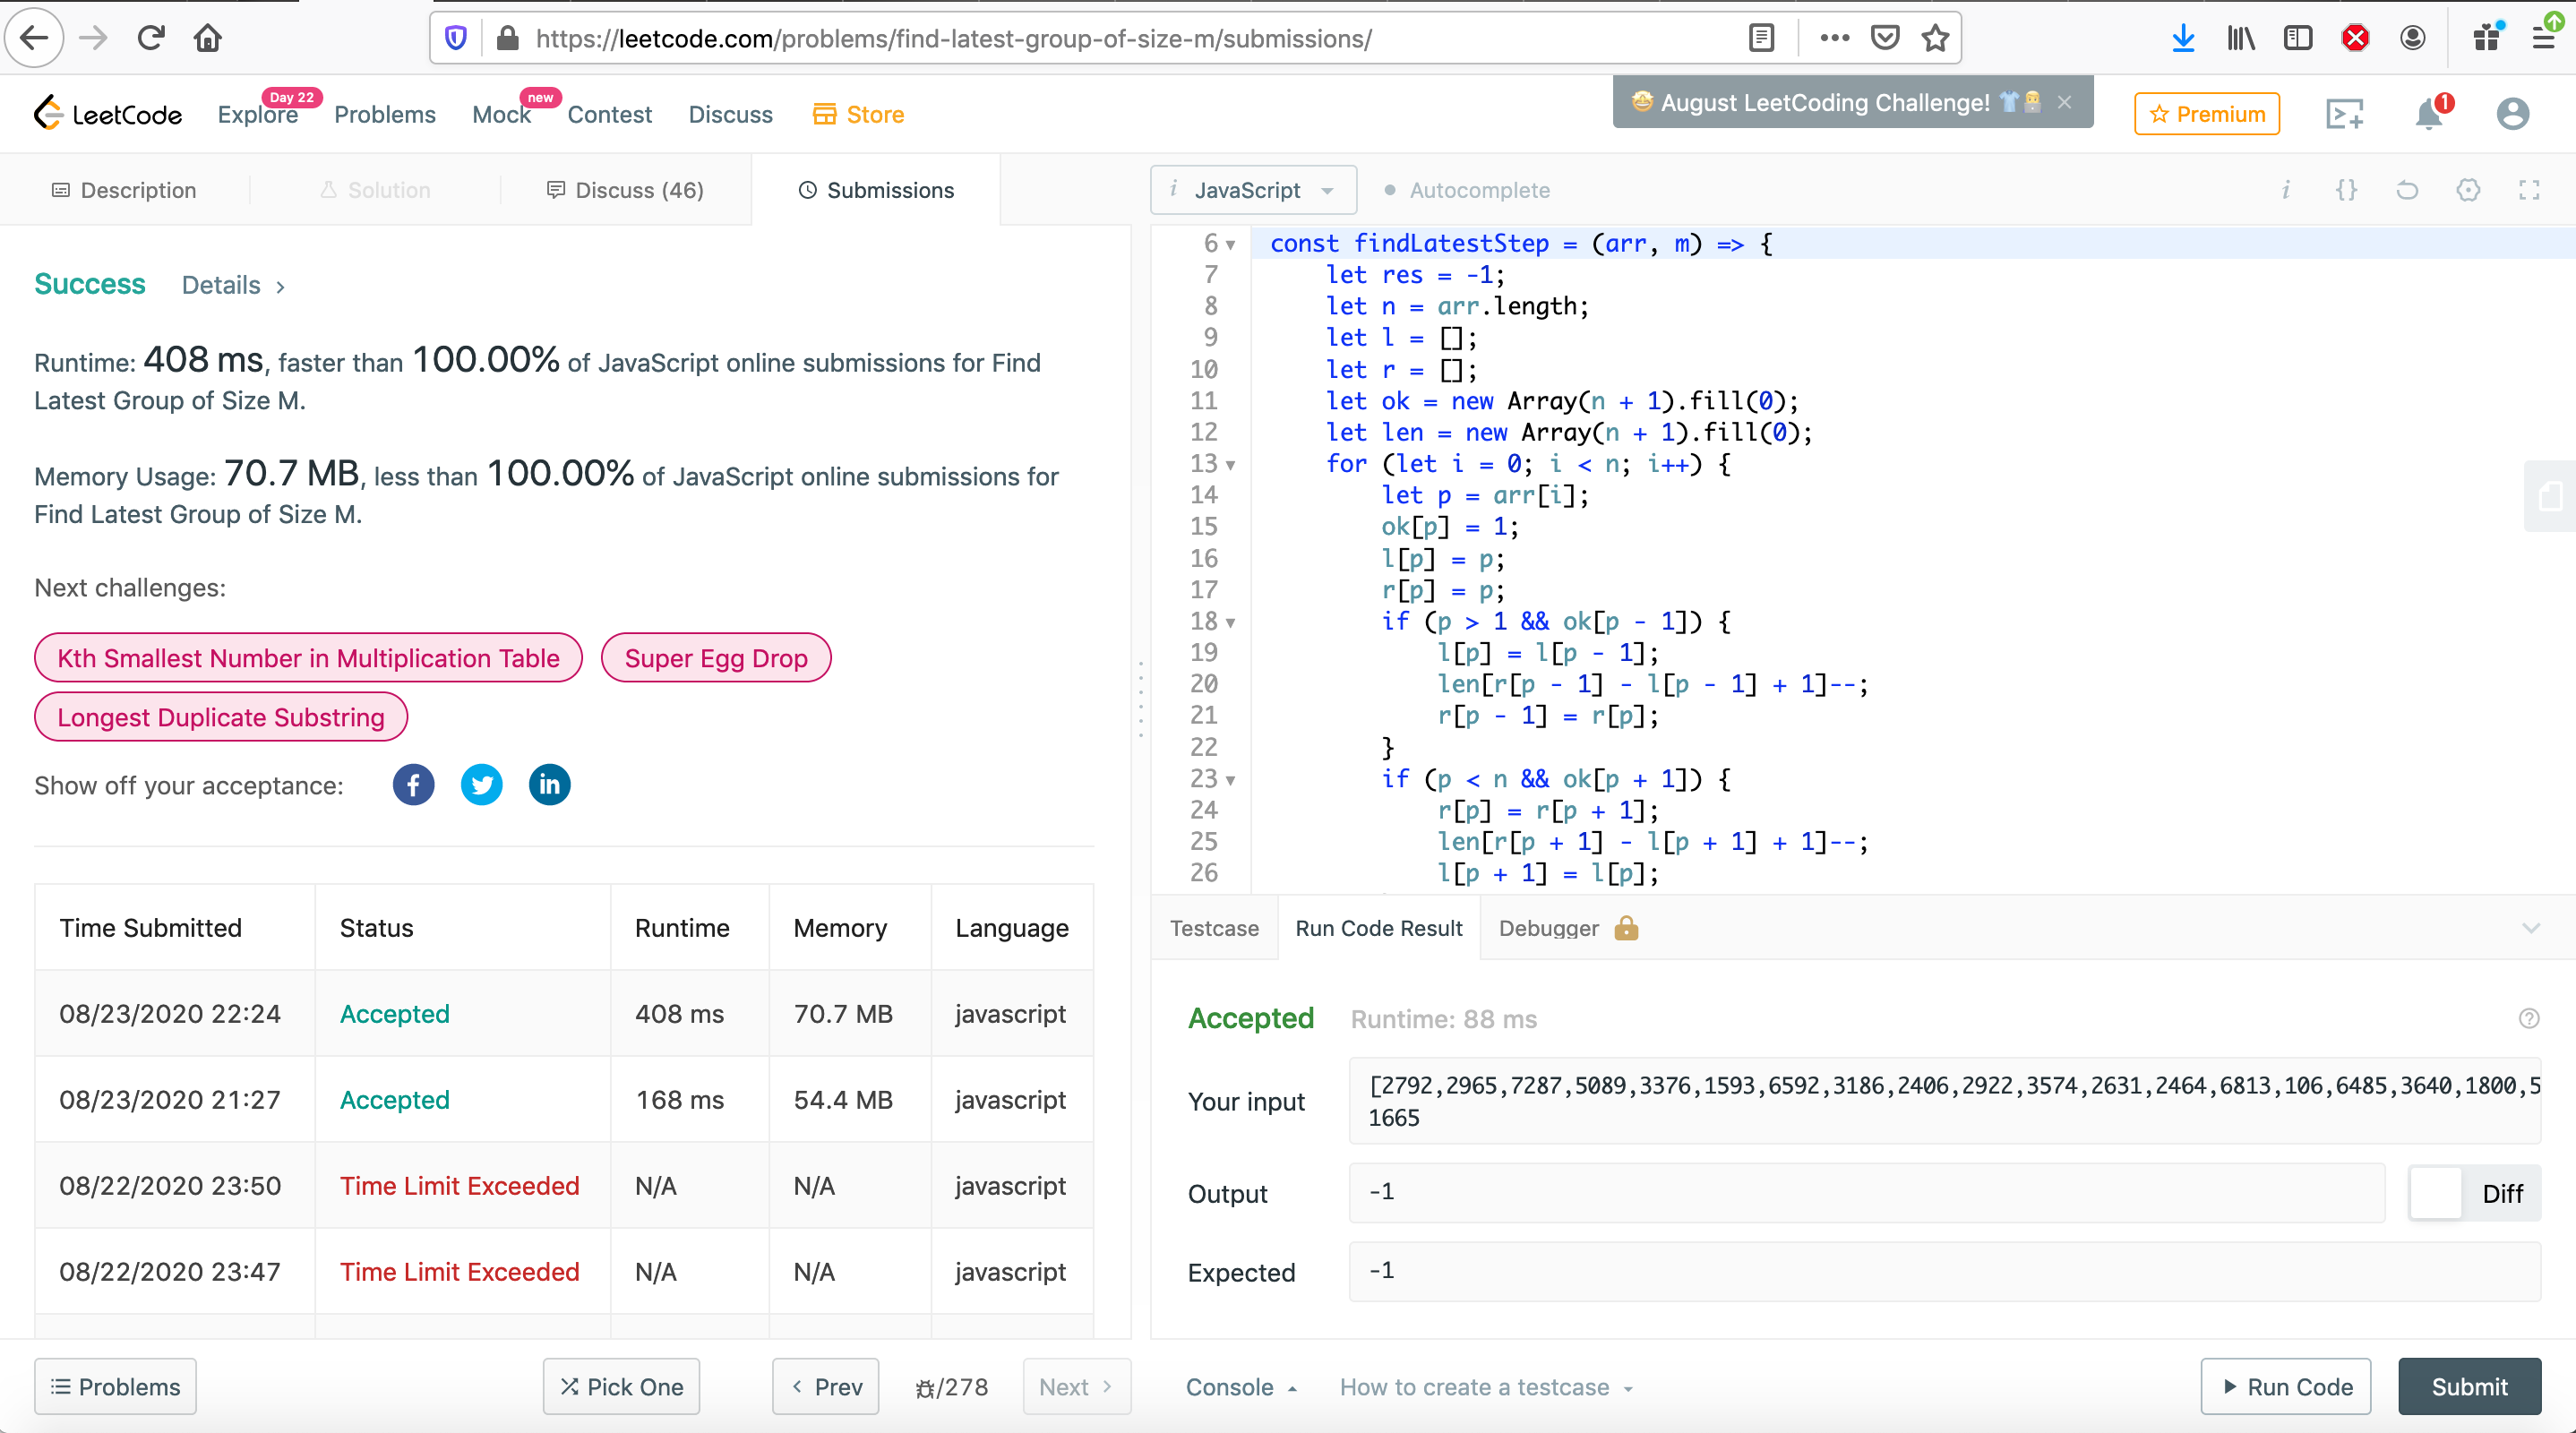 https://leetcode.com/problems/find-latest-group-of-size-m/submissions/
LeetCode
Explore
Day 22
Problems
Mock
new
Contest
Discuss
Store
August LeetCoding Challenge!
Premium
1
Description
Solution
Discuss (46)
Submissions
i JavaScript
Autocomplete
i {}
Success Details >
Runtime: 408 ms, faster than 100.00% of JavaScript online submissions for Find
Latest Group of Size M.
Memory Usage: 70.7 MB, less than 100.00% of JavaScript online submissions for
Find Latest Group of Size M.
Next challenges:
Kth Smallest Number in Multiplication Table
Super Egg Drop
Longest Duplicate Substring
Show off your acceptance:
Time Submitted Status Runtime Memory Language
08/23/2020 22:24 Accepted 408 ms 70.7 MB javascript
08/23/2020 21:27 Accepted 168 ms 54.4 MB javascript
08/22/2020 23:50 Time Limit Exceeded N/A N/A javascript
08/22/2020 23:47 Time Limit Exceeded N/A N/A javascript
Problems
Pick One
< Prev
/278
Next >
6 const findLatestStep = (arr, m) => {
7 let res = -1;
8 let n = arr.length;
9 let l = [];
10 let r = [];
11 let ok = new Array(n + 1).fill(0);
12 let len = new Array(n + 1).fill(0);
13 for (let i = 0; i < n; i++) {
14 let p = arr[i];
15 ok[p] = 1;
16 l[p] = p;
17 r[p] = p;
18 if (p > 1 && ok[p - 1]) {
19 l[p] = l[p - 1];
20 len[r[p - 1] - l[p - 1] + 1]--;
21 r[p - 1] = r[p];
22 }
23 if (p < n && ok[p + 1]) {
24 r[p] = r[p + 1];
25 len[r[p + 1] - l[p + 1] + 1]--;
26 l[p + 1] = l[p];
Testcase
Run Code Result
Debugger
Accepted Runtime: 88 ms
Your input
[2792,2965,7287,5089,3376,1593,6592,3186,2406,2922,3574,2631,2464,6813,106,6485,3640,1800,5
1665
Output
-1
Diff
Expected
-1
Console
How to create a testcase
Run Code
Submit